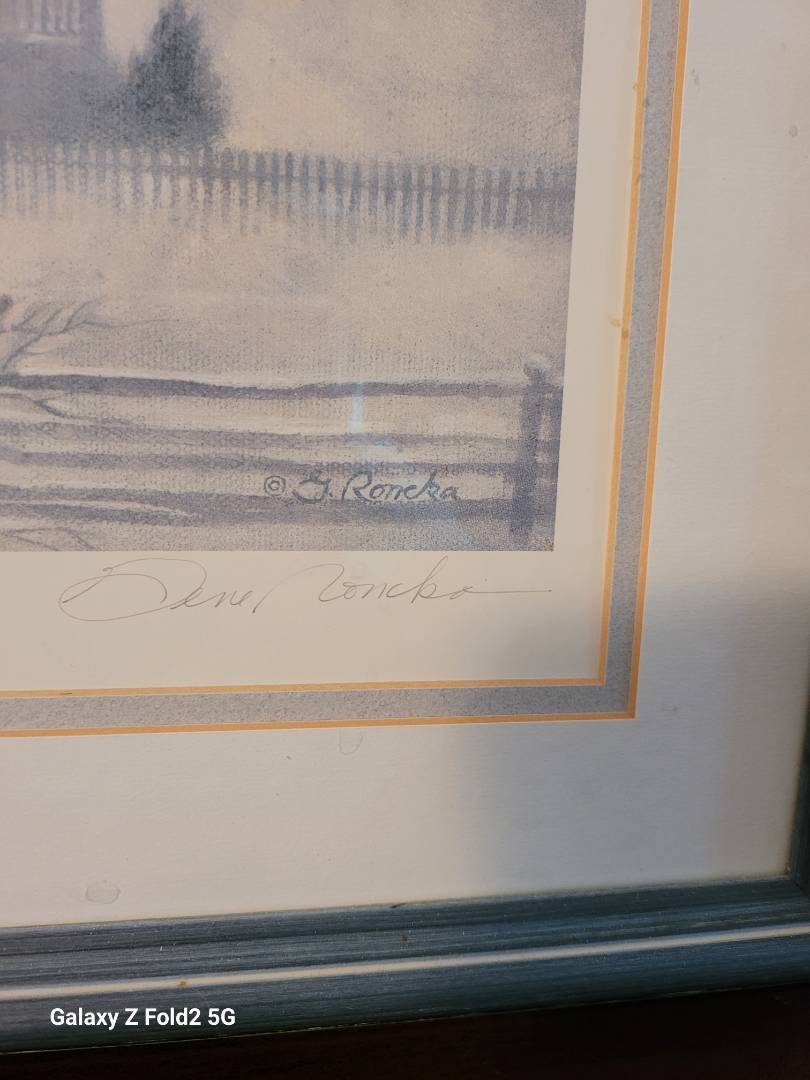 © G. Roncka
Gene Roncka
Galaxy Z Fold2 5G